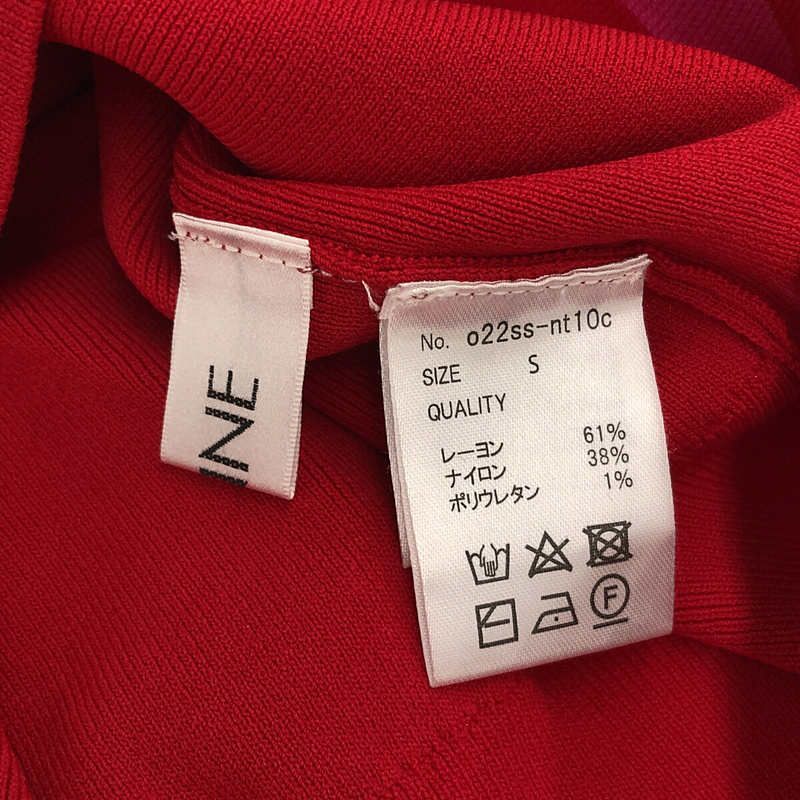 INE
No. o22ss-nt10c
SIZE S
QUALITY
レーヨン 61%
ナイロン 38%
ポリウレタン 1%
F